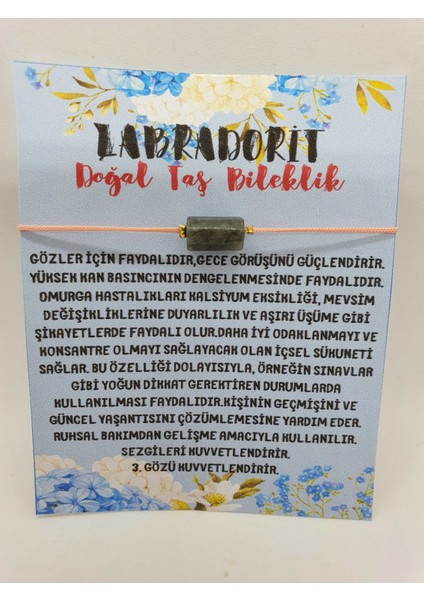 LABRADORİT
Doğal Taş Bileklik
GÖZLER İÇİN FAYDALIDIR,GECE GÖRÜŞÜNÜ GÜÇLENDİRİR.
YÜKSEK KAN BASINCININ DENGELENMESİNDE FAYDALIDIR.
OMURGA HASTALIKLARI KALSİYUM EKSİKLİĞİ, MEVSİM
DEĞİŞİKLİKLERİNE DUYARLILIK VE AŞIRI ÜŞÜME GİBİ
ŞİKAYETLERDE FAYDALI OLUR.DAHA İYİ ODAKLANMAYI VE
KONSANTRE OLMAYI SAĞLAYACAK OLAN İÇSEL SÜKUNETİ
SAĞLAR. BU ÖZELLİĞİ DOLAYISIYLA, ÖRNEĞİN SINAVLAR
GİBİ YOĞUN DİKKAT GEREKTİREN DURUMLARDA
KULLANILMASI FAYDALIDIR.KİŞİNİN GEÇMİŞİNİ VE
GÜNCEL YAŞANTISINI ÇÖZÜMLEMESİNE YARDIM EDER.
RUHSAL BAKIMDAN GELİŞME AMACIYLA KULLANILIR.
SEZGİLERİ KUVVETLENDİRİR.
3. GÖZÜ KUVVETLENDİRİR.